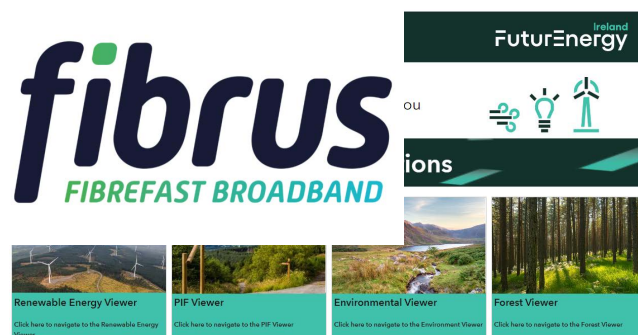 Ireland
FuturEnergy
fibrus
FIBREFAST BROADBAND
ou
ions
Renewable Energy Viewer
PIF Viewer
Environmental Viewer
Forest Viewer
Click here to navigate to the Renewable Energy
Viewer
Click here to navigate to the PIF Viewer
Click here to navigate to the Environment Viewer
Click here to navigate to the Forest Viewer